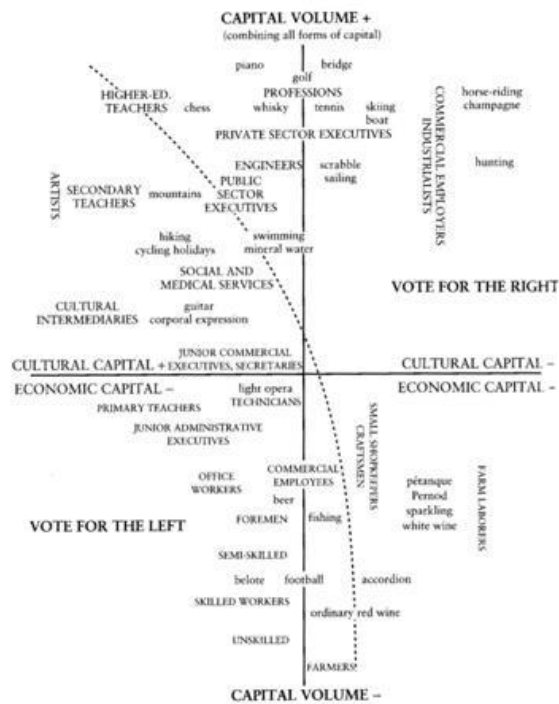 CAPITAL VOLUME +
(combining all forms of capital)
piano bridge
golf
HIGHER-ED. TEACHERS
chess
PROFESSIONS
whisky tennis skiing
boat
horse-riding
champagne
PRIVATE SECTOR EXECUTIVES
COMMERCIAL EMPLOYERS
INDUSTRIALISTS
ENGINEERS
scrabble
sailing
hunting
ARTISTS
SECONDARY
TEACHERS
mountains
PUBLIC
SECTOR
EXECUTIVES
hiking
cycling holidays
swimming
mineral water
SOCIAL AND
MEDICAL SERVICES
VOTE FOR THE RIGHT
CULTURAL
INTERMEDIARIES
guitar
corporal expression
JUNIOR COMMERCIAL
EXECUTIVES, SECRETARIES
CULTURAL CAPITAL +
CULTURAL CAPITAL –
ECONOMIC CAPITAL –
ECONOMIC CAPITAL –
light opera
TECHNICIANS
PRIMARY TEACHERS
JUNIOR ADMINISTRATIVE
EXECUTIVES
SMALL SHOPKEEPERS
CRAFTSMEN
OFFICE
WORKERS
COMMERCIAL
EMPLOYEES
beer
pétanque
Pernod
sparkling
white wine
FARM LABORERS
VOTE FOR THE LEFT
FOREMEN
fishing
SEMI-SKILLED
belote football accordion
SKILLED WORKERS
ordinary red wine
UNSKILLED
FARMERS
CAPITAL VOLUME –